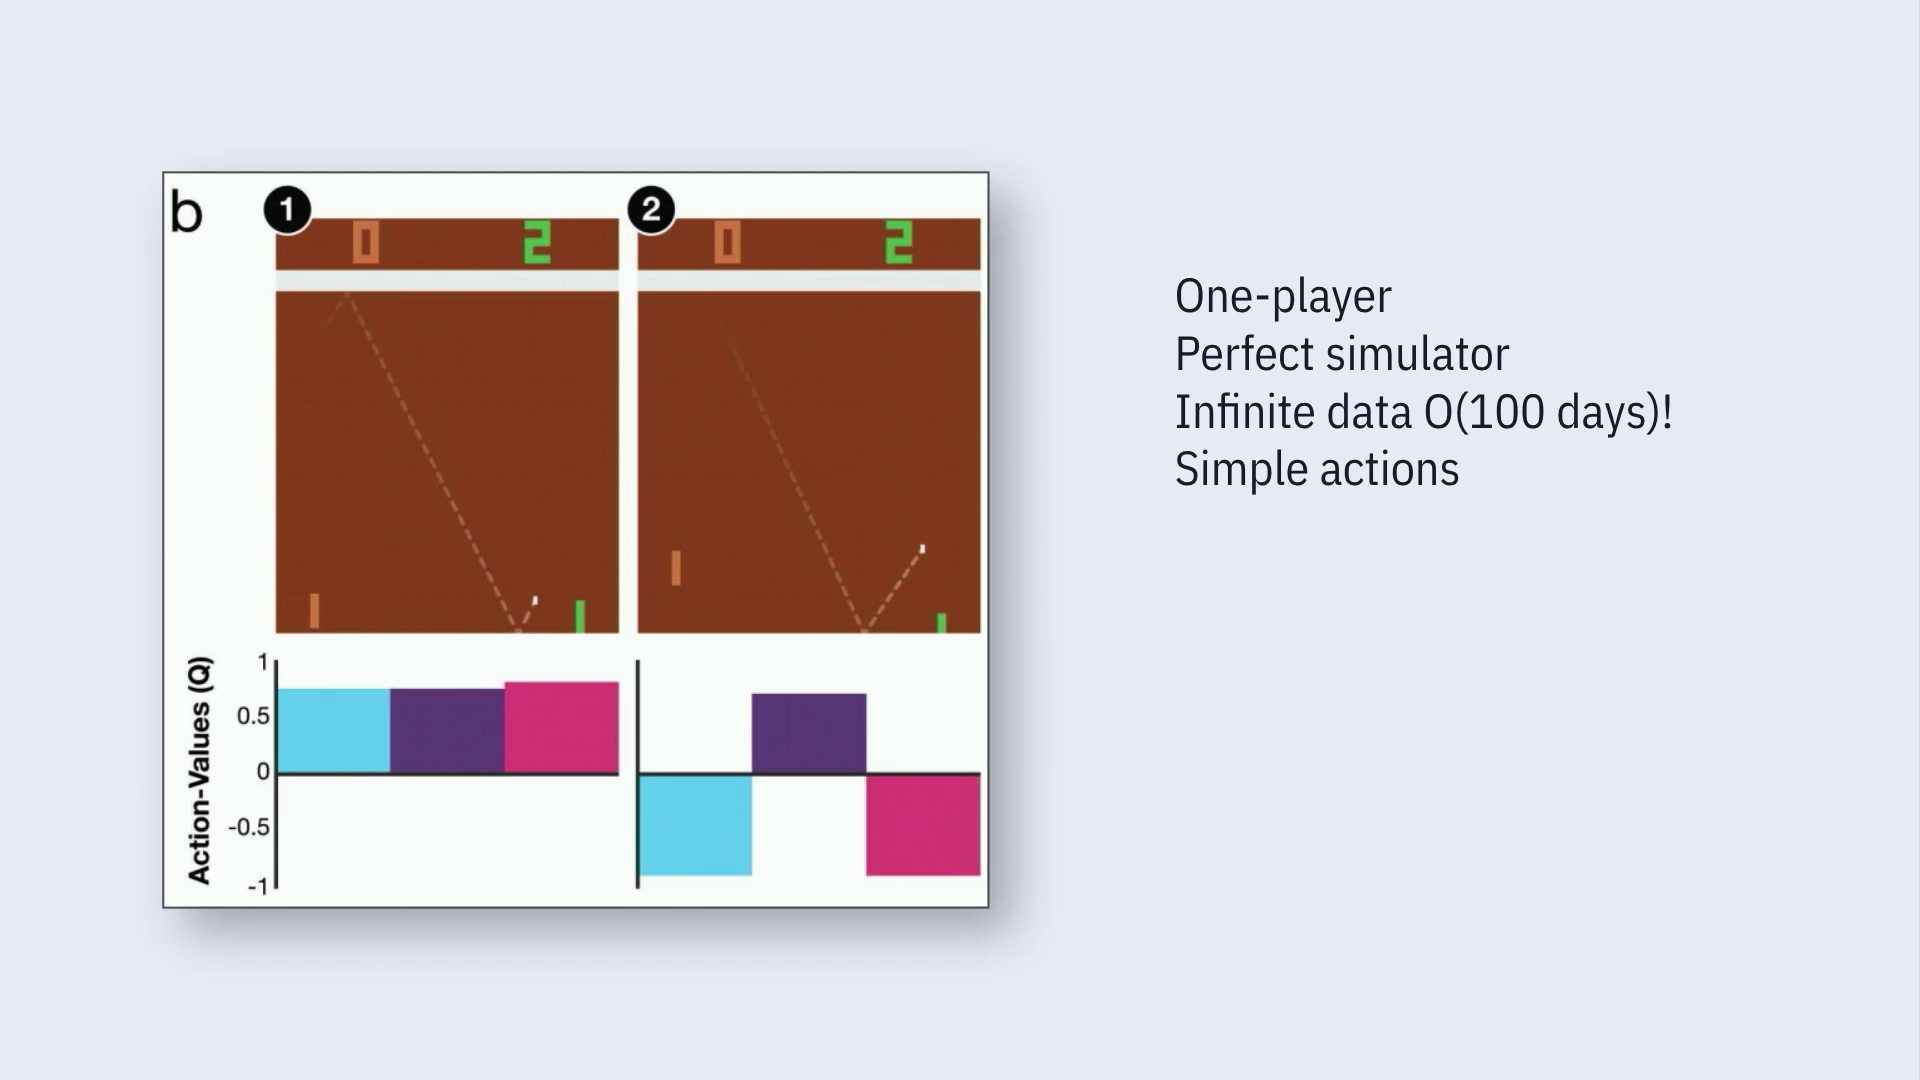 b
1
2
0 2
0 2
Action-Values (Q)
1
0.5
0
-0.5
-1
One-player
Perfect simulator
Infinite data O(100 days)!
Simple actions